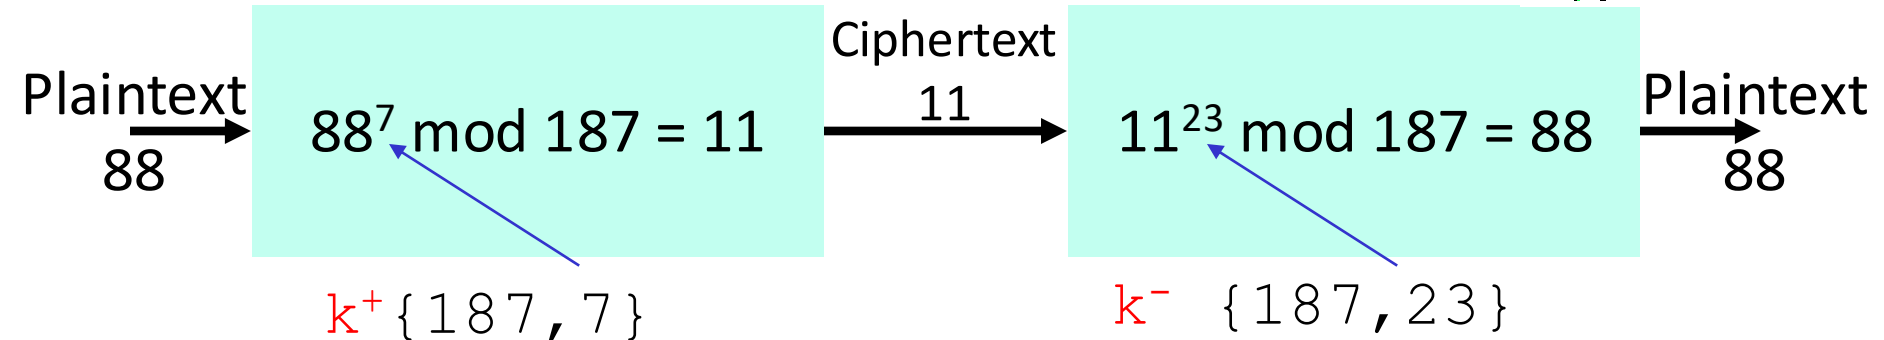 Plaintext
88
88⁷ mod 187 = 11
k⁺{187,7}
Ciphertext
11
11²³ mod 187 = 88
k⁻ {187,23}
Plaintext
88